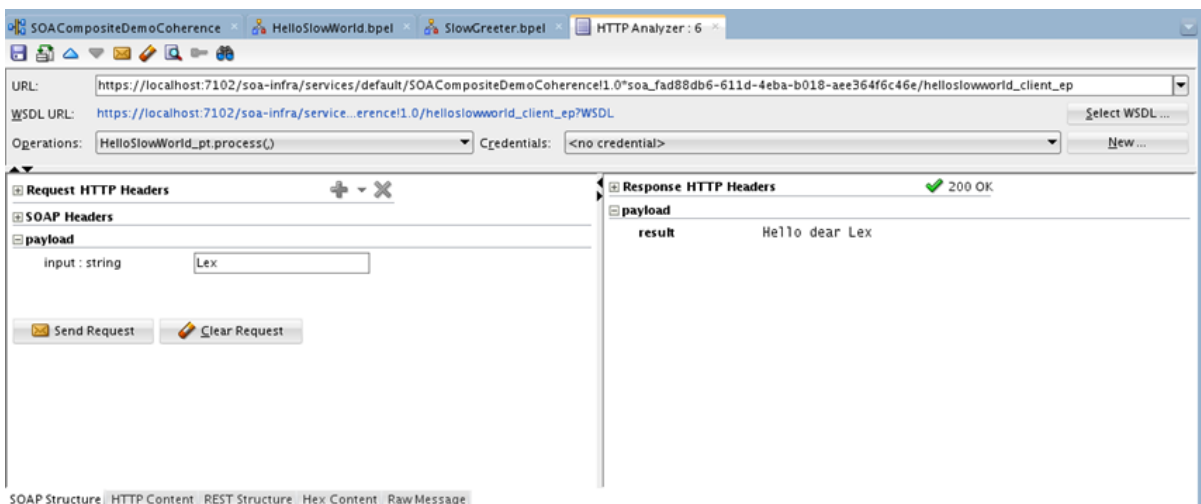 SOACompositeDemoCoherence HelloSlowWorld.bpel SlowGreeter.bpel HTTP Analyzer : 6
URL: https://localhost:7102/soa-infra/services/default/SOACompositeDemoCoherence!1.0*soa_fad88db6-611d-4eba-b018-aee364f6c46e/helloslowworld_client_ep
WSDL URL: https://localhost:7102/soa-infra/service...erence!1.0/helloslowworld_client_ep?WSDL Select WSDL ...
Operations: HelloSlowWorld_pt.process(,) Credentials: <no credential> New ...
Request HTTP Headers
SOAP Headers
payload
input : string Lex
Send Request Clear Request
Response HTTP Headers 200 OK
payload
result Hello dear Lex
SOAP Structure HTTP Content REST Structure Hex Content Raw Message